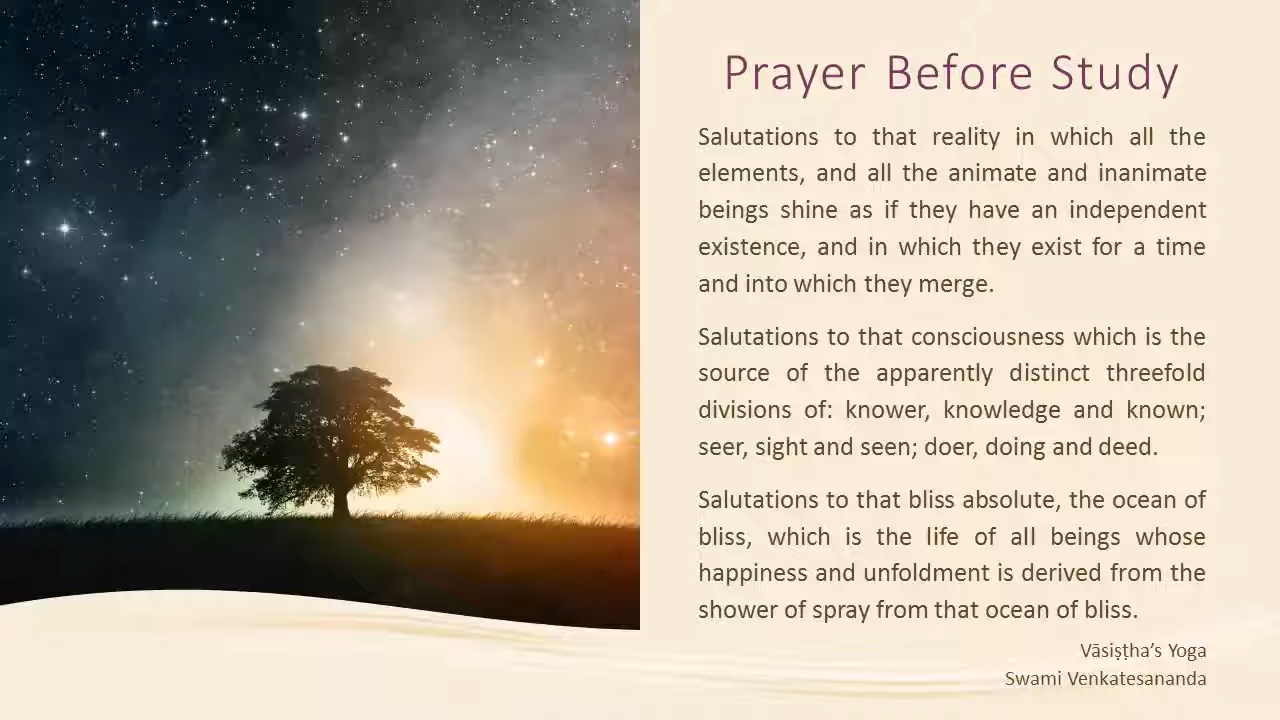 Prayer Before Study
Salutations to that reality in which all the
elements, and all the animate and inanimate
beings shine as if they have an independent
existence, and in which they exist for a time
and into which they merge.
Salutations to that consciousness which is the
source of the apparently distinct threefold
divisions of: knower, knowledge and known;
seer, sight and seen; doer, doing and deed.
Salutations to that bliss absolute, the ocean of
bliss, which is the life of all beings whose
happiness and unfoldment is derived from the
shower of spray from that ocean of bliss.
Vāsiṣṭha’s Yoga
Swami Venkatesananda